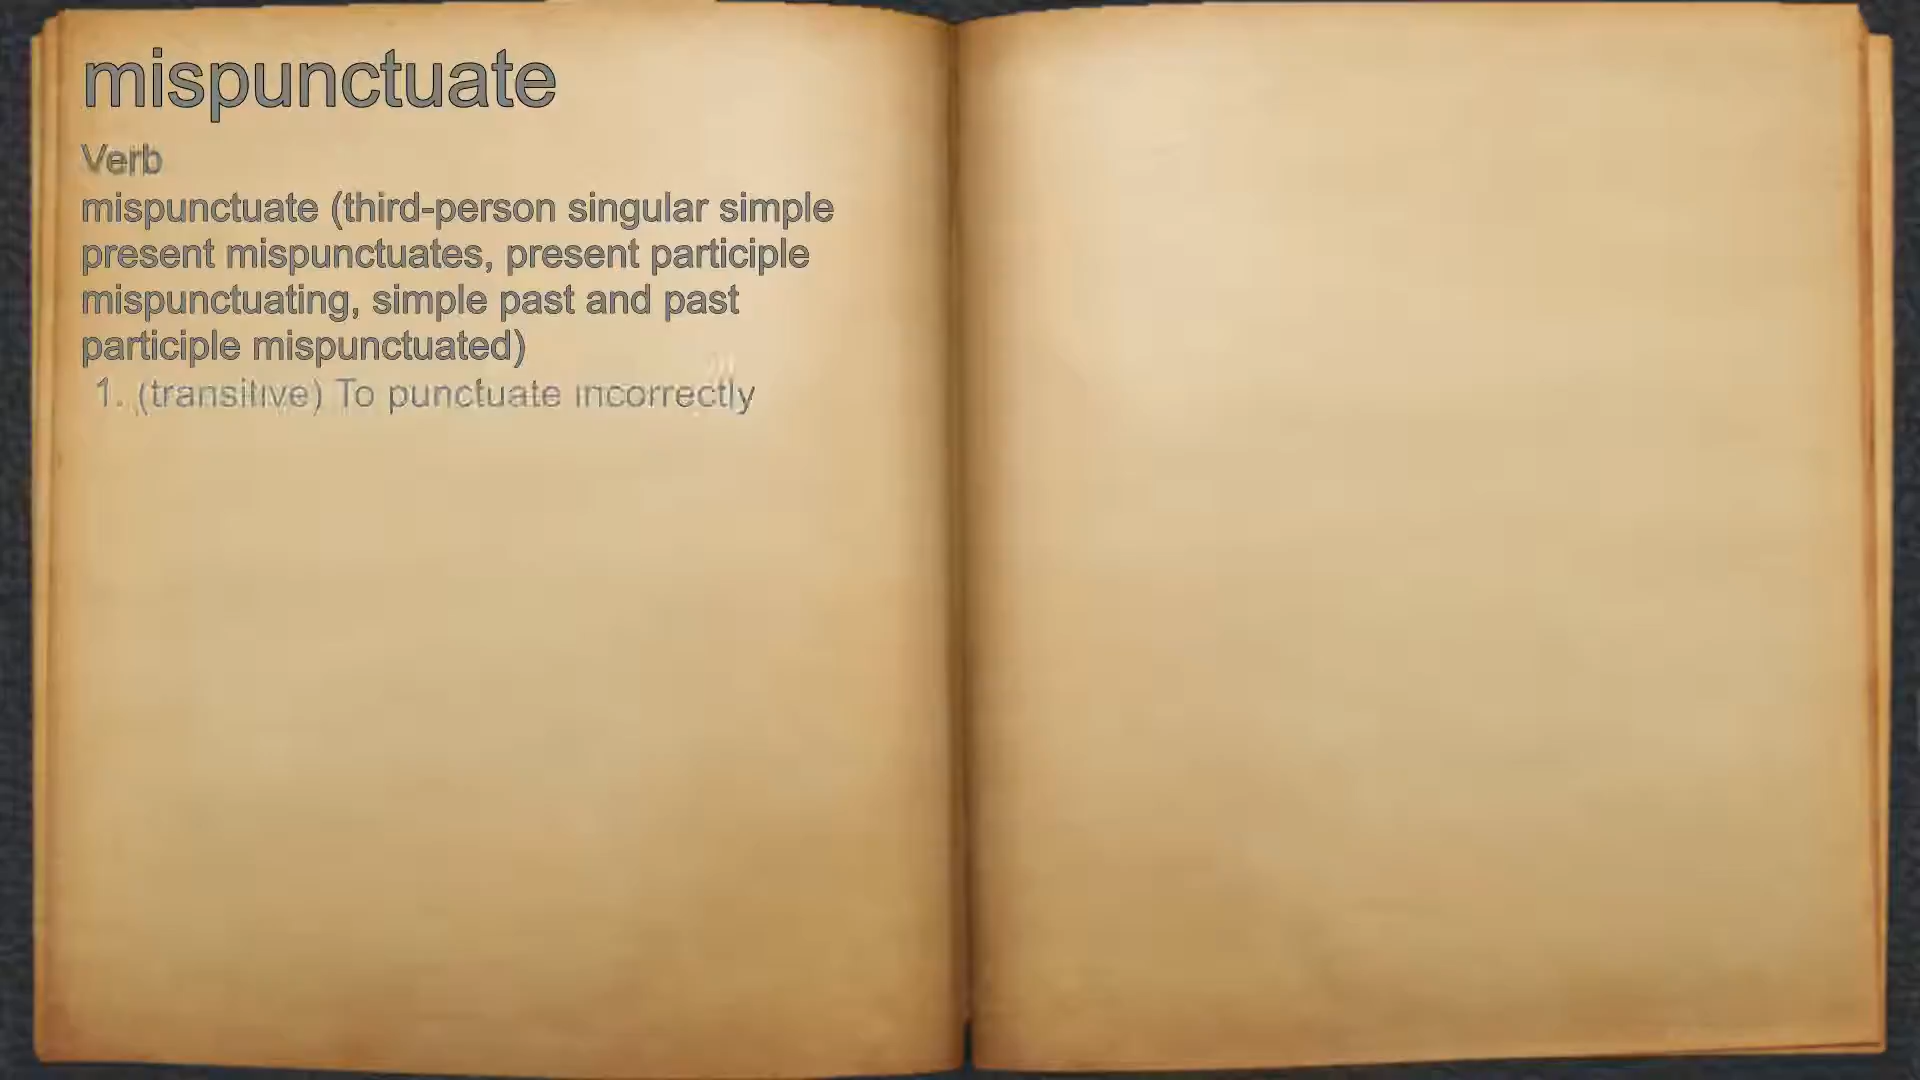 mispunctuate
Verb
mispunctuate (third-person singular simple
present mispunctuates, present participle
mispunctuating, simple past and past
participle mispunctuated)
1. (transitive) To punctuate incorrectly